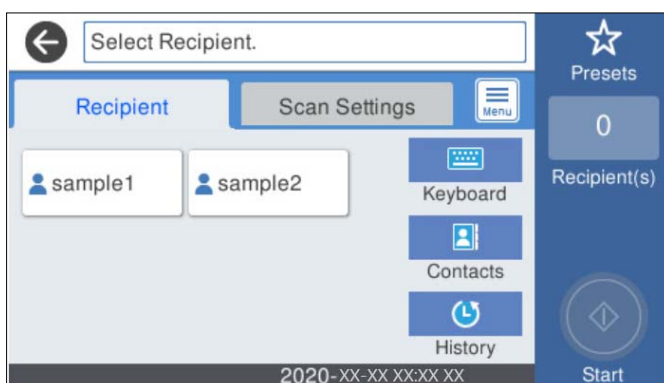 Select Recipient.
Presets
Recipient
Scan Settings
Menu
0
Recipient(s)
sample1
sample2
Keyboard
Contacts
History
2020-XX-XX XX:XX XX
Start